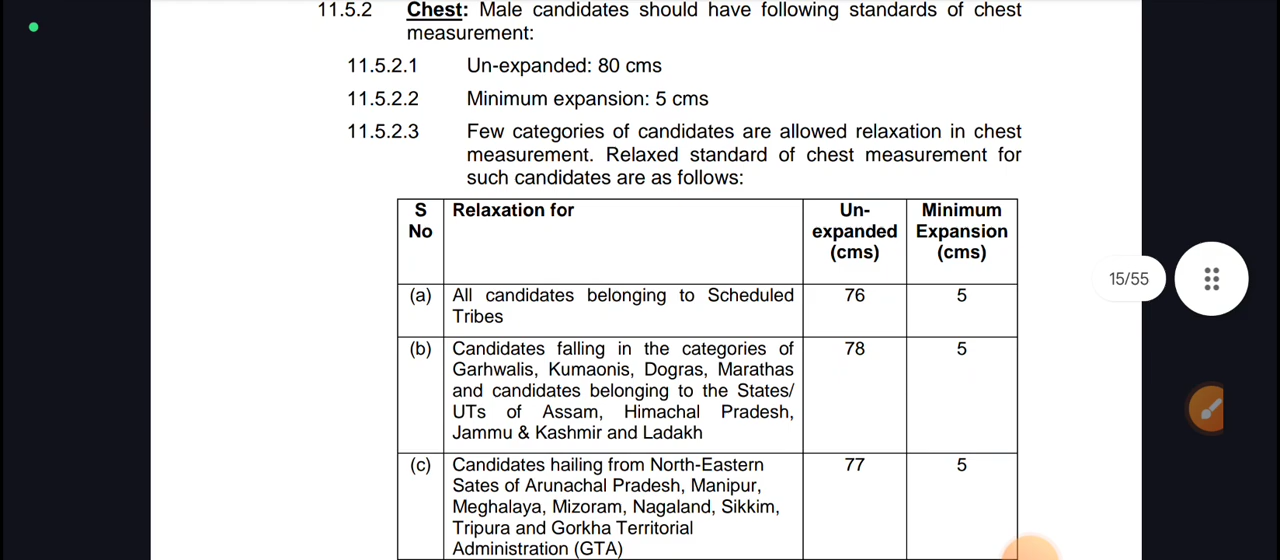 11.5.2 Chest: Male candidates should have following standards of chest
measurement:
11.5.2.1 Un-expanded: 80 cms
11.5.2.2 Minimum expansion: 5 cms
11.5.2.3 Few categories of candidates are allowed relaxation in chest
measurement. Relaxed standard of chest measurement for
such candidates are as follows:
S
No
Relaxation for
Un-
expanded
(cms)
Minimum
Expansion
(cms)
(a) All candidates belonging to Scheduled 76 5
Tribes
(b) Candidates falling in the categories of 78 5
Garhwalis, Kumaonis, Dogras, Marathas
and candidates belonging to the States/
UTs of Assam, Himachal Pradesh,
Jammu & Kashmir and Ladakh
(c) Candidates hailing from North-Eastern 77 5
Sates of Arunachal Pradesh, Manipur,
Meghalaya, Mizoram, Nagaland, Sikkim,
Tripura and Gorkha Territorial
Administration (GTA)
15/55